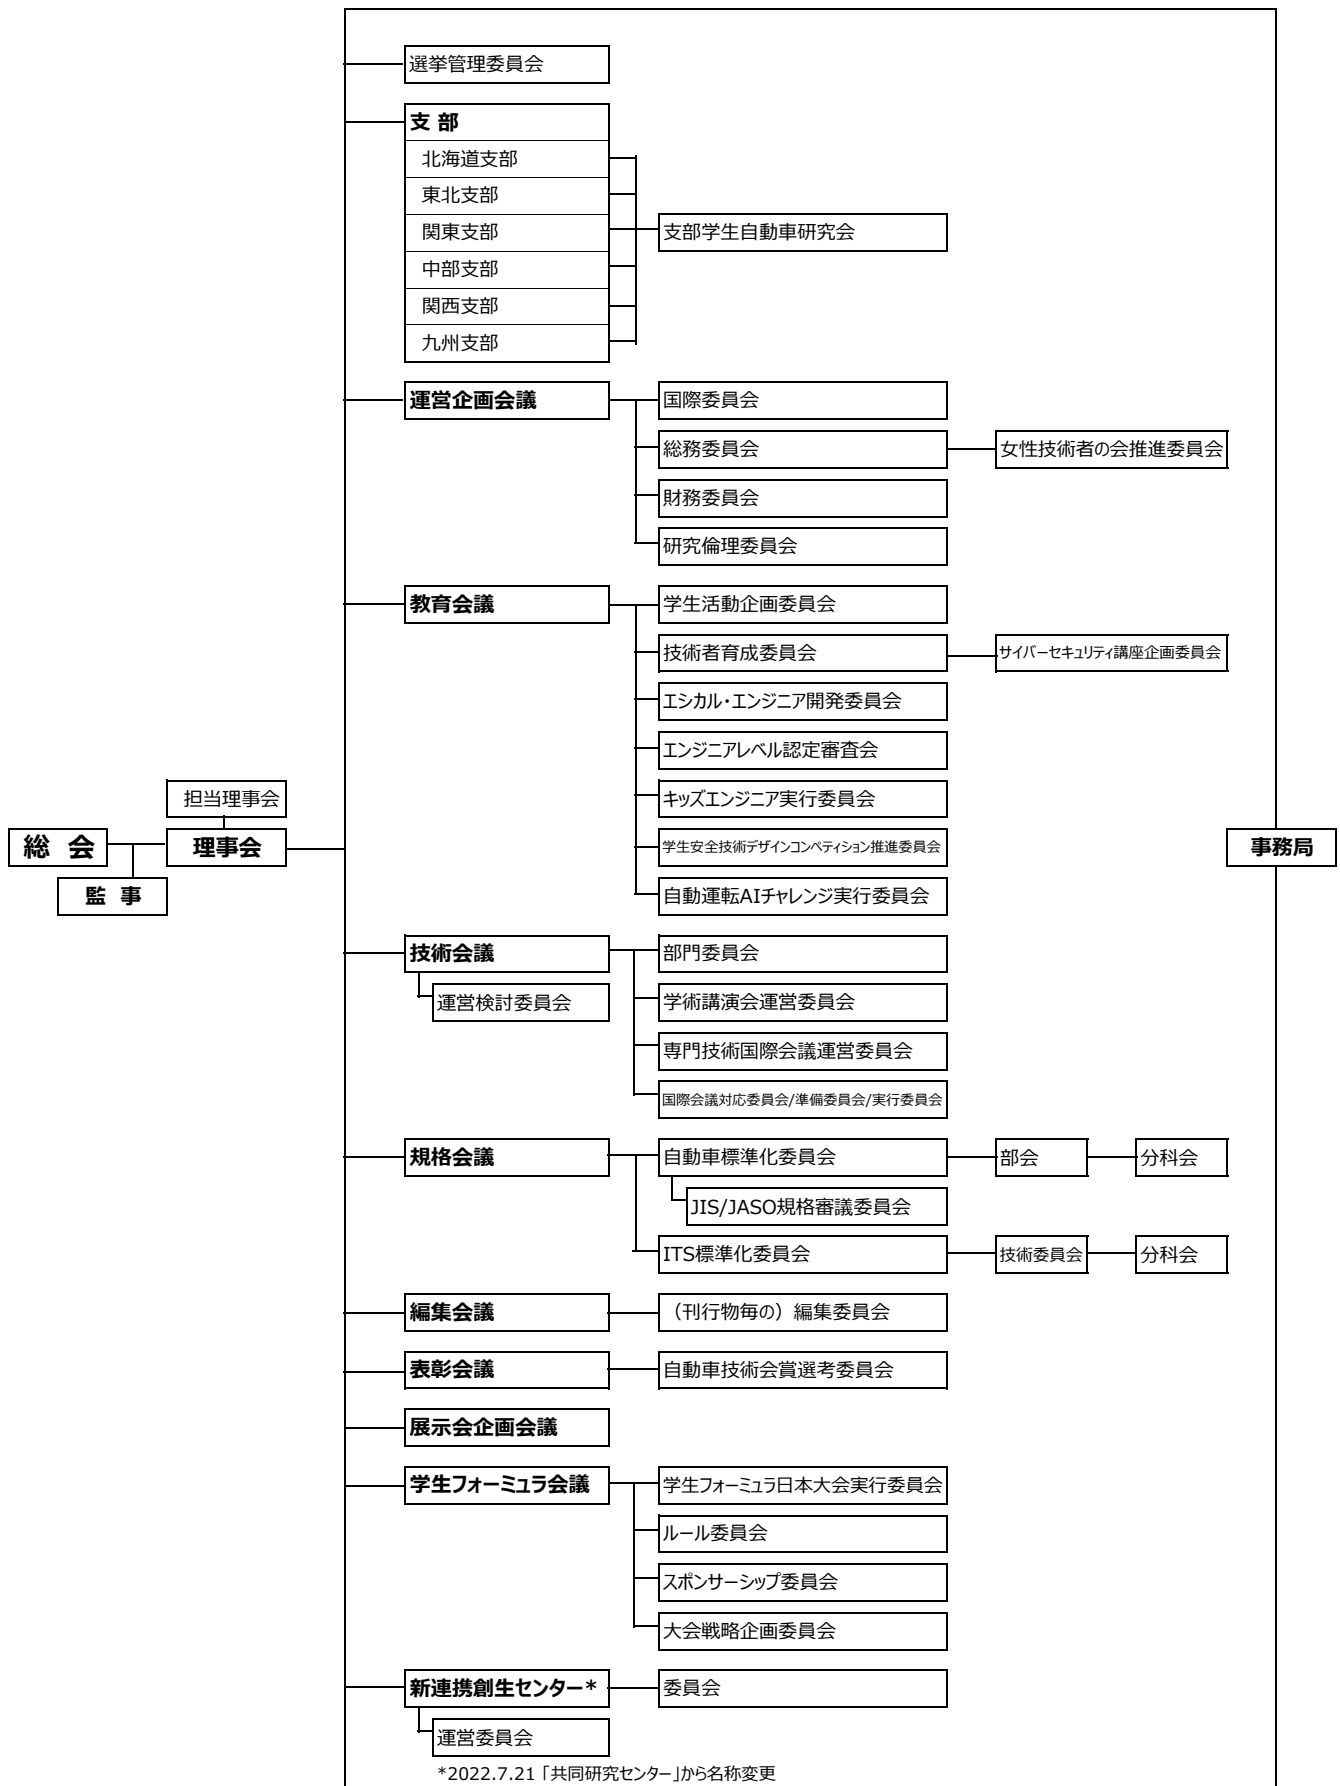 選挙管理委員会
支 部
北海道支部
東北支部
関東支部
中部支部
関西支部
九州支部
支部学生自動車研究会
運営企画会議
国際委員会
総務委員会
女性技術者の会推進委員会
財務委員会
研究倫理委員会
教育会議
学生活動企画委員会
技術者育成委員会
サイバーセキュリティ講座企画委員会
エシカル・エンジニア開発委員会
エンジニアレベル認定審査会
キッズエンジニア実行委員会
学生安全技術デザインコンペティション推進委員会
自動運転AIチャレンジ実行委員会
担当理事会
総 会
理事会
監 事
事務局
技術会議
運営検討委員会
部門委員会
学術講演会運営委員会
専門技術国際会議運営委員会
国際会議対応委員会/準備委員会/実行委員会
規格会議
自動車標準化委員会
部会
分科会
JIS/JASO規格審議委員会
ITS標準化委員会
技術委員会
分科会
編集会議
（刊行物毎の）編集委員会
表彰会議
自動車技術会賞選考委員会
展示会企画会議
学生フォーミュラ会議
学生フォーミュラ日本大会実行委員会
ルール委員会
スポンサーシップ委員会
大会戦略企画委員会
新連携創生センター*
委員会
運営委員会
*2022.7.21「共同研究センター」から名称変更